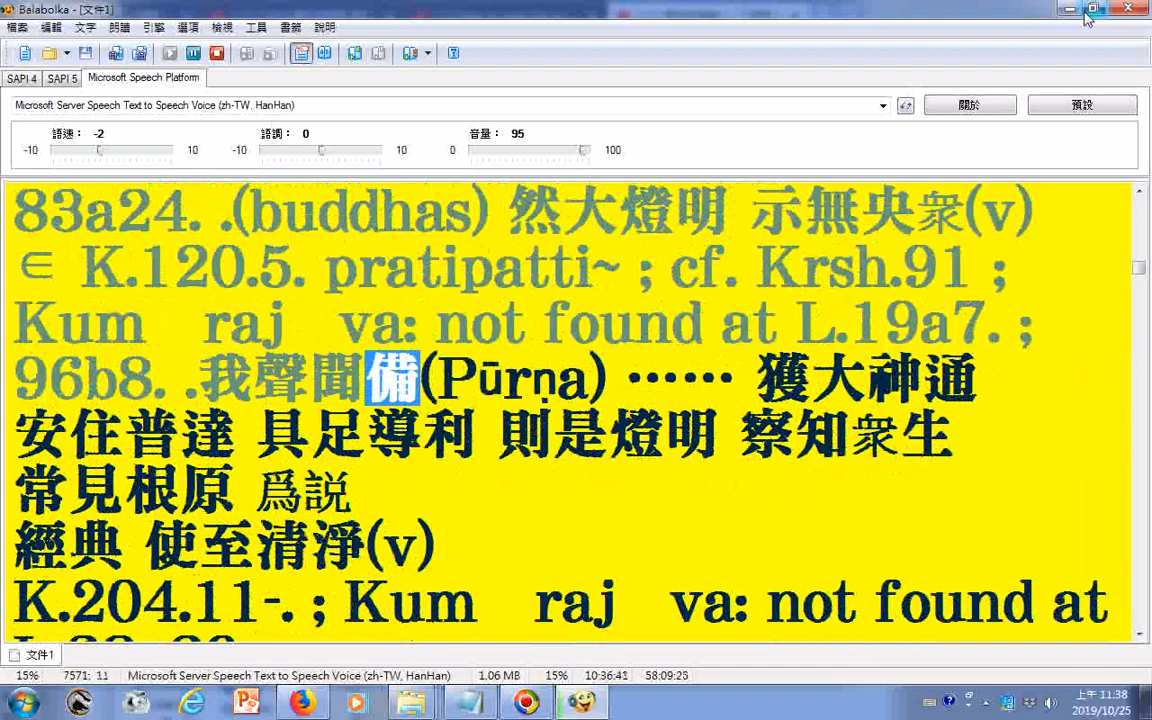 Balabolka - [文件1]
檔案 編輯 文字 朗讀 引擎 選項 檢視 工具 書籤 說明
SAPI 4 SAPI 5 Microsoft Speech Platform
Microsoft Server Speech Text to Speech Voice (zh-TW, HanHan) 關於 預設
語速： -2 語調： 0 音量： 95
-10 10 -10 10 0 100
83a24. .(buddhas) 然大燈明 示無央衆(v)
∈ K.120.5. pratipatti~ ; cf. Krsh.91 ;
Kum raj va: not found at L.19a7. ;
96b8. .我聲聞備(Pūrṇa) …… 獲大神通
安住普達 具足導利 則是燈明 察知衆生
常見根原 爲説
經典 使至清淨(v)
K.204.11-. ; Kum raj va: not found at
文件1
15% 7571: 11 Microsoft Server Speech Text to Speech Voice (zh-TW, HanHan) 1.06 MB 15% 10:36:41 58:09:25
上午 11:38
2019/10/25